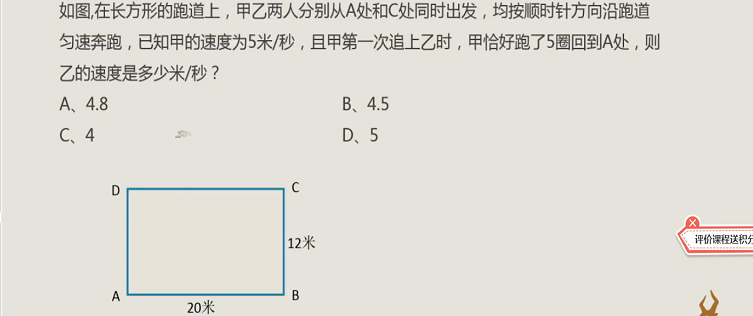 如图,在长方形的跑道上，甲乙两人分别从A处和C处同时出发，均按顺时针方向沿跑道
匀速奔跑，已知甲的速度为5米/秒，且甲第一次追上乙时，甲恰好跑了5圈回到A处，则
乙的速度是多少米/秒？
A、4.8 B、4.5
C、4 D、5
D C
12米
A B
20米
评价课程送积分